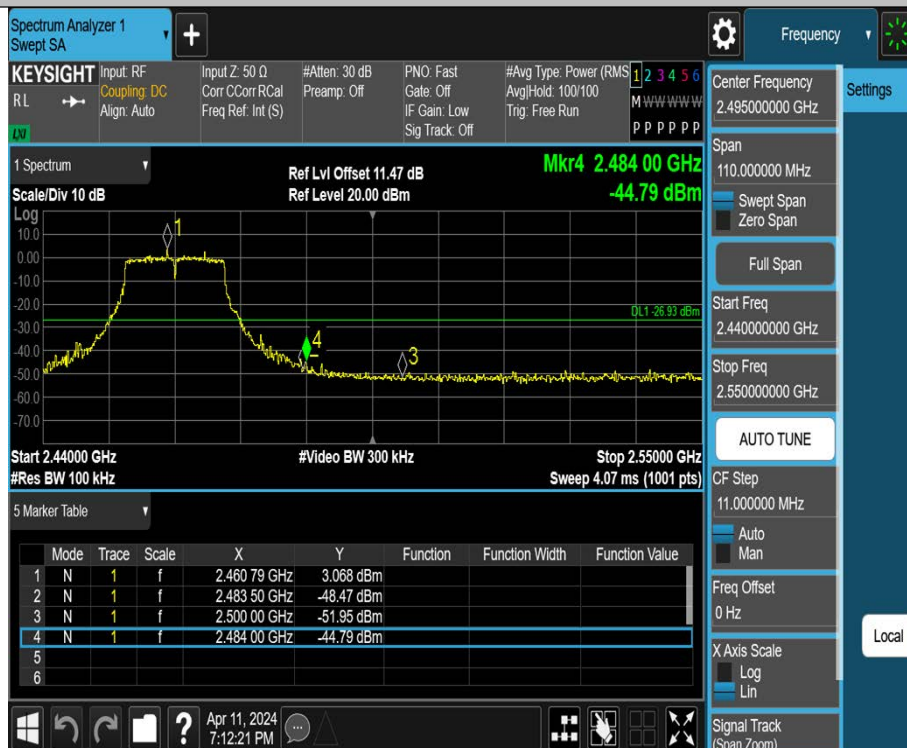 Spectrum Analyzer 1
Swept SA
+
Frequency
KEYSIGHT
RL
LXI
Input: RF
Coupling: DC
Align: Auto
Input Z: 50 Ω
Corr CCorr RCal
Freq Ref: Int (S)
#Atten: 30 dB
Preamp: Off
PNO: Fast
Gate: Off
IF Gain: Low
Sig Track: Off
#Avg Type: Power (RMS
Avg|Hold: 100/100
Trig: Free Run
1 2 3 4 5 6
M W W W W W
P P P P P P
1 Spectrum
Scale/Div 10 dB
Ref Lvl Offset 11.47 dB
Ref Level 20.00 dBm
Mkr4 2.484 00 GHz
-44.79 dBm
Log
10.0
0.00
-10.0
-20.0
-30.0
-40.0
-50.0
-60.0
-70.0
1
4
3
DL1 -26.93 dBm
Start 2.44000 GHz
#Video BW 300 kHz
Stop 2.55000 GHz
#Res BW 100 kHz
Sweep 4.07 ms (1001 pts)
5 Marker Table
Mode Trace Scale X Y Function Function Width Function Value
1 N 1 f 2.460 79 GHz 3.068 dBm
2 N 1 f 2.483 50 GHz -48.47 dBm
3 N 1 f 2.500 00 GHz -51.95 dBm
4 N 1 f 2.484 00 GHz -44.79 dBm
5
6
?
Apr 11, 2024
7:12:21 PM
Center Frequency
2.495000000 GHz
Span
110.000000 MHz
Swept Span
Zero Span
Full Span
Start Freq
2.440000000 GHz
Stop Freq
2.550000000 GHz
AUTO TUNE
CF Step
11.000000 MHz
Auto
Man
Freq Offset
0 Hz
X Axis Scale
Log
Lin
Signal Track
(Span Zoom)
Settings
Local